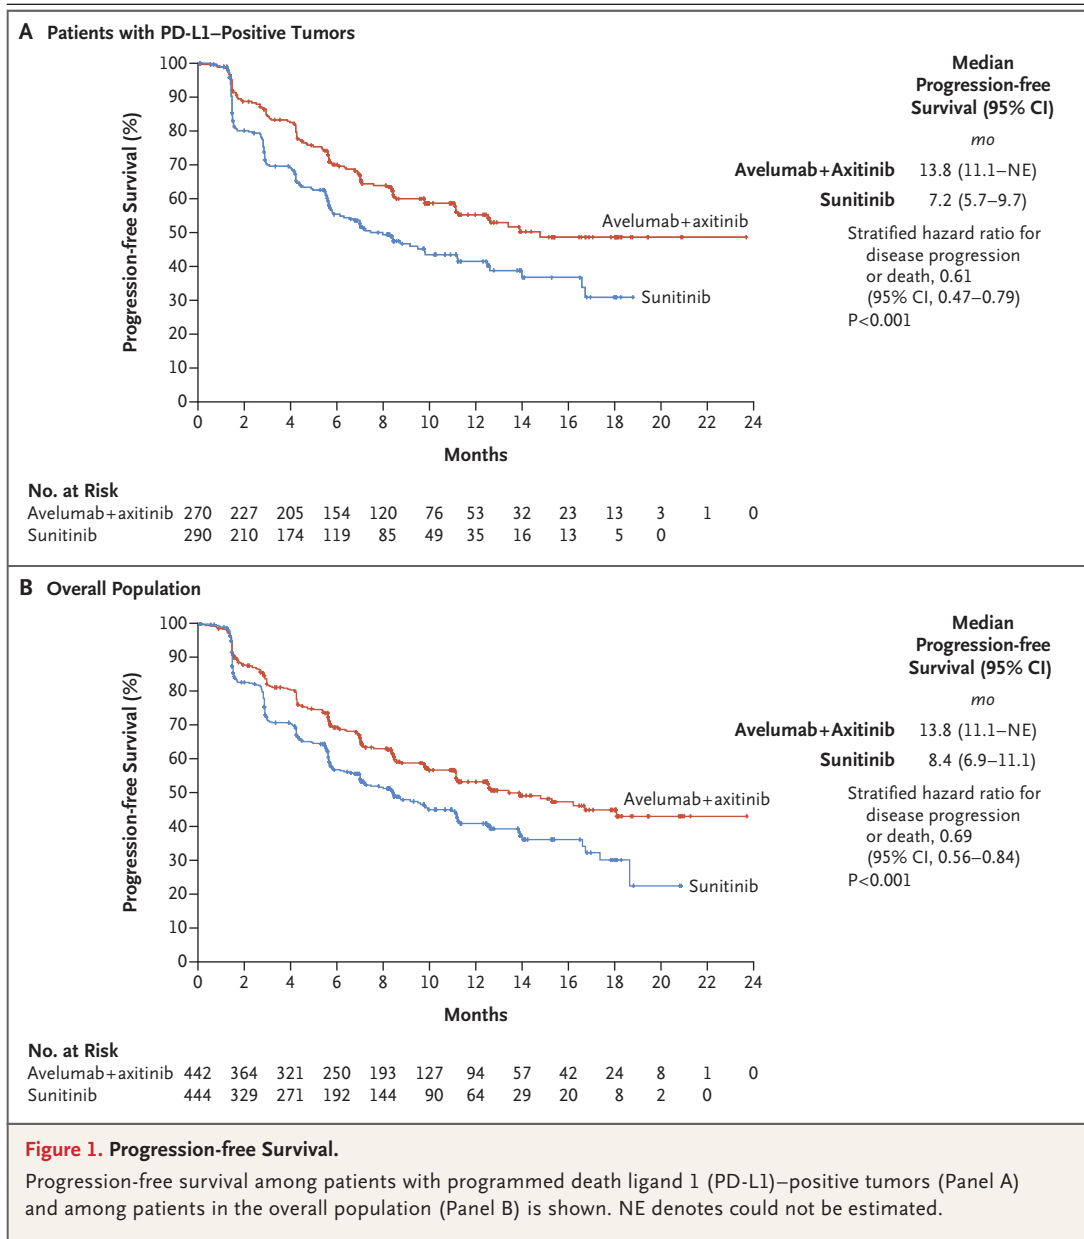 A Patients with PD-L1–Positive Tumors
Progression-free Survival (%)
100
90
80
70
60
50
40
30
20
10
0
Avelumab+axitinib
Sunitinib
0 2 4 6 8 10 12 14 16 18 20 22 24
Months
Median
Progression-free
Survival (95% CI)
mo
Avelumab+Axitinib 13.8 (11.1–NE)
Sunitinib 7.2 (5.7–9.7)
Stratified hazard ratio for
disease progression
or death, 0.61
(95% CI, 0.47–0.79)
P<0.001
No. at Risk
Avelumab+axitinib 270 227 205 154 120 76 53 32 23 13 3 1 0
Sunitinib 290 210 174 119 85 49 35 16 13 5 0
B Overall Population
Progression-free Survival (%)
100
90
80
70
60
50
40
30
20
10
0
Avelumab+axitinib
Sunitinib
0 2 4 6 8 10 12 14 16 18 20 22 24
Months
Median
Progression-free
Survival (95% CI)
mo
Avelumab+Axitinib 13.8 (11.1–NE)
Sunitinib 8.4 (6.9–11.1)
Stratified hazard ratio for
disease progression
or death, 0.69
(95% CI, 0.56–0.84)
P<0.001
No. at Risk
Avelumab+axitinib 442 364 321 250 193 127 94 57 42 24 8 1 0
Sunitinib 444 329 271 192 144 90 64 29 20 8 2 0
Figure 1. Progression-free Survival.
Progression-free survival among patients with programmed death ligand 1 (PD-L1)–positive tumors (Panel A)
and among patients in the overall population (Panel B) is shown. NE denotes could not be estimated.